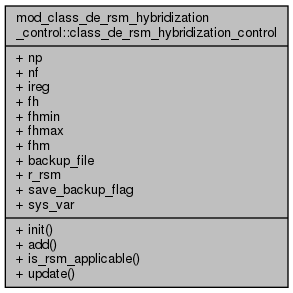 mod_class_de_rsm_hybridization
_control::class_de_rsm_hybridization_control
+ np
+ nf
+ ireg
+ fh
+ fhmin
+ fhmax
+ fhm
+ backup_file
+ r_rsm
+ save_backup_flag
+ sys_var
+ init()
+ add()
+ is_rsm_applicable()
+ update()